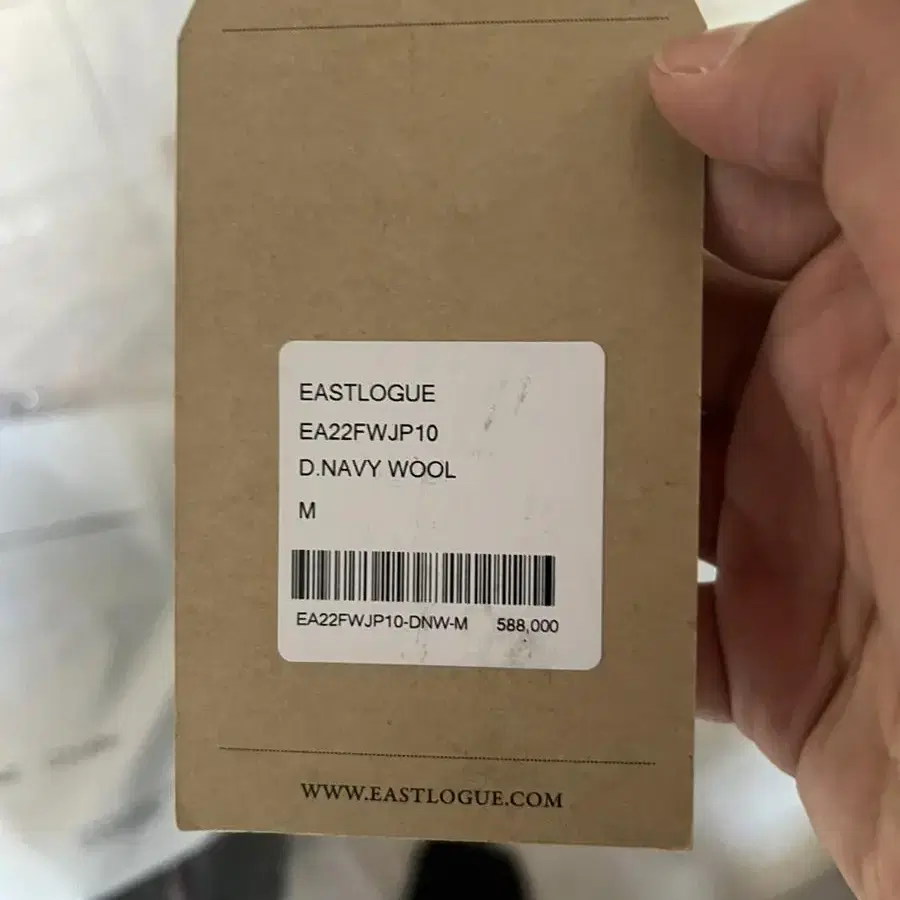 EASTLOGUE
EA22FWJP10
D.NAVY WOOL
M
EA22FWJP10-DNW-M 588,000
WWW.EASTLOGUE.COM